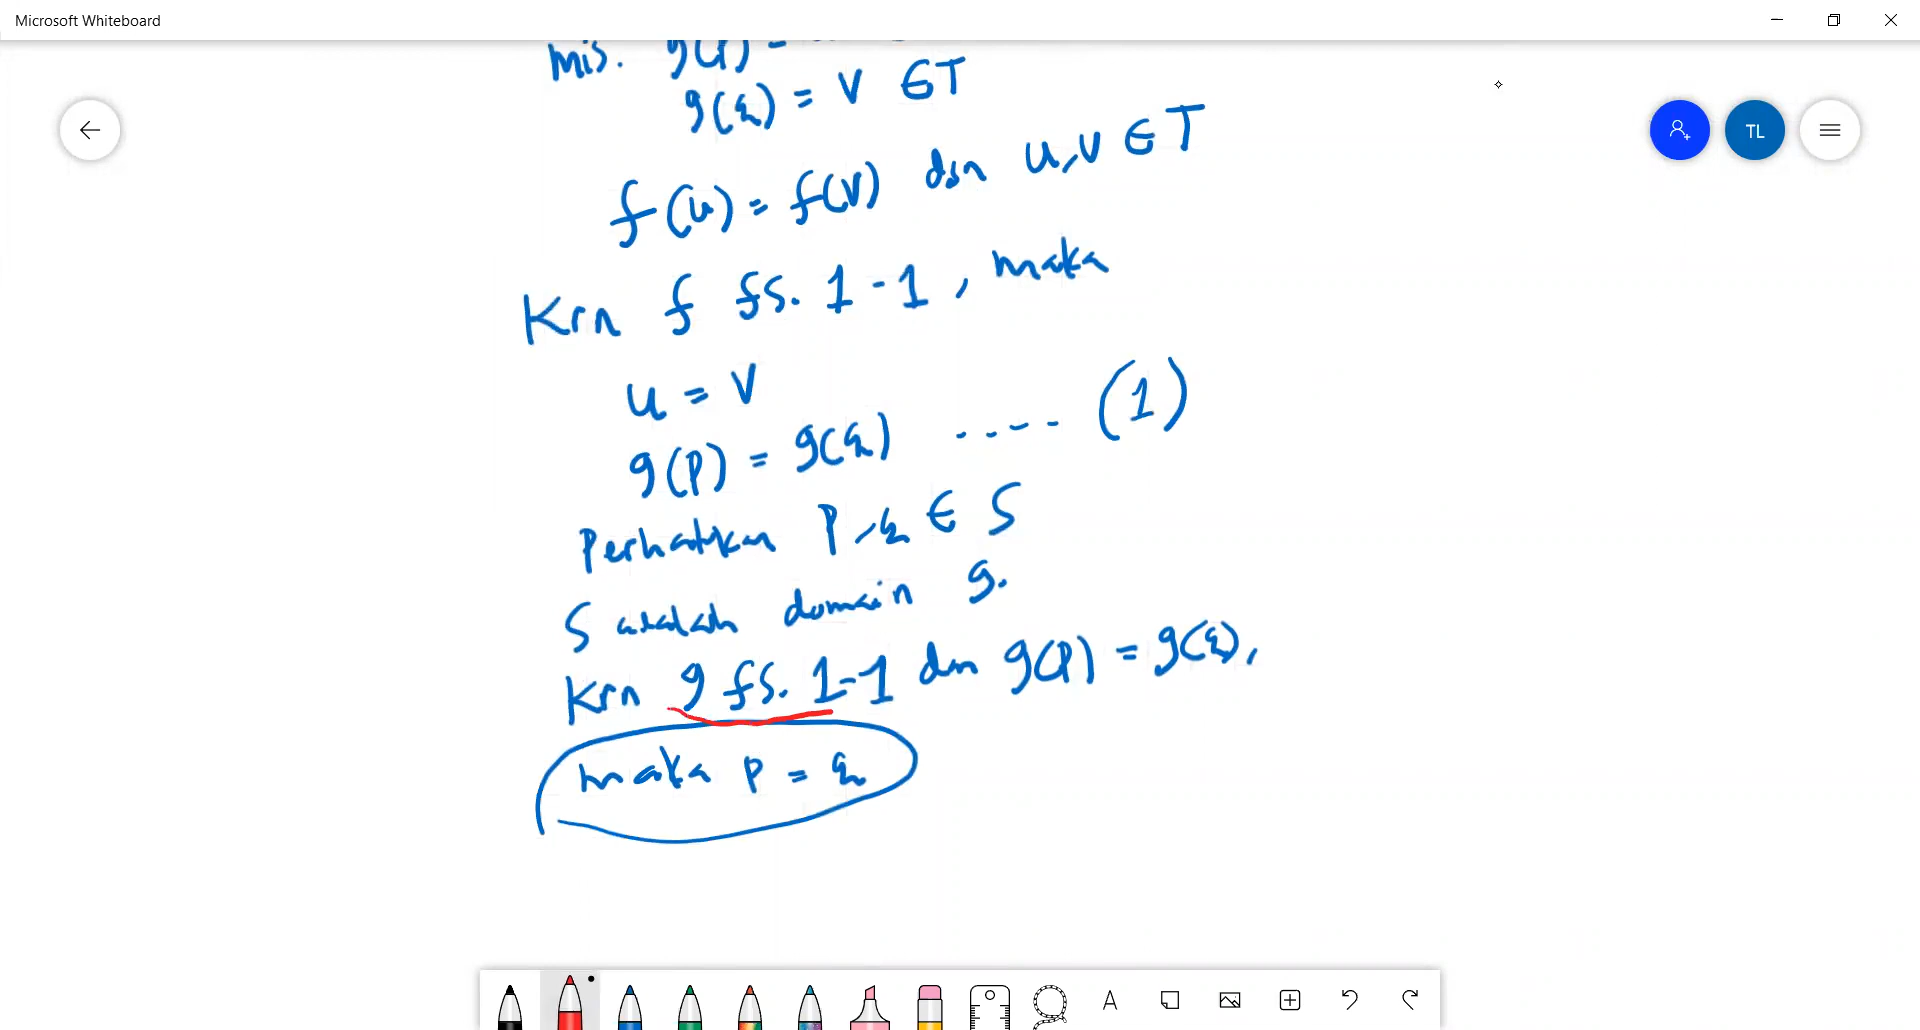 Microsoft Whiteboard
mis. g(p) =
g(q) = v ∈ T
f(u) = f(v) dan u, v ∈ T
TL
Krn f fs. 1-1, maka
u = v
g(p) = g(q) ..... (1)
Perhatikan p, q ∈ S
S adalah domain g.
Krn g fs. 1-1 dan g(p) = g(q),
maka p = q